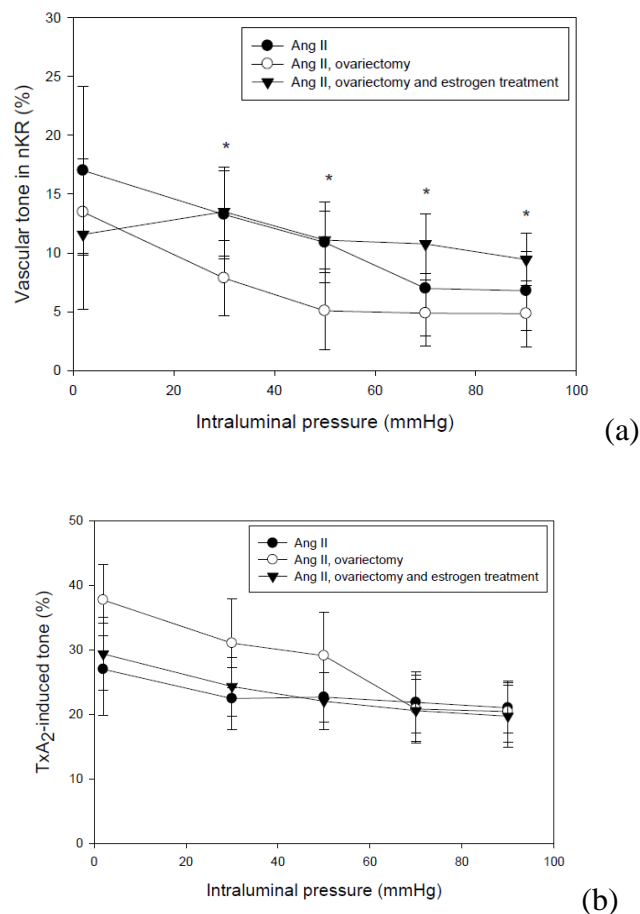 30
25
20
15
10
5
0
Vascular tone in nKR (%)
Ang II
Ang II, ovariectomy
Ang II, ovariectomy and estrogen treatment
* * * *
0 20 40 60 80 100
Intraluminal pressure (mmHg)
(a)
50
40
30
20
10
0
TxA2-induced tone (%)
Ang II
Ang II, ovariectomy
Ang II, ovariectomy and estrogen treatment
0 20 40 60 80 100
Intraluminal pressure (mmHg)
(b)